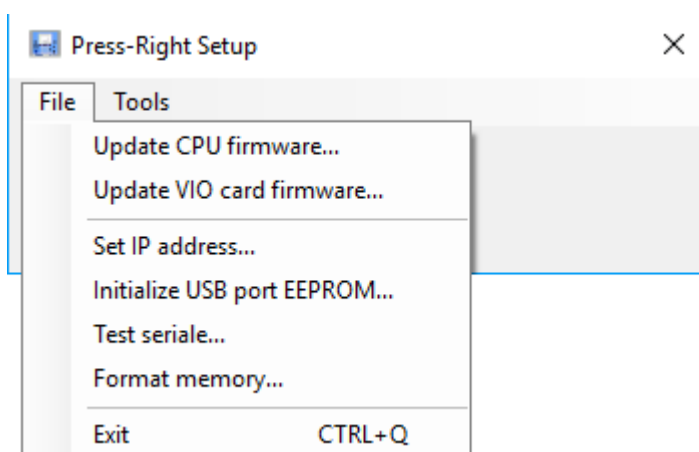 Press-Right Setup
File Tools
Update CPU firmware...
Update VIO card firmware...
Set IP address...
Initialize USB port EEPROM...
Test seriale...
Format memory...
Exit CTRL+Q